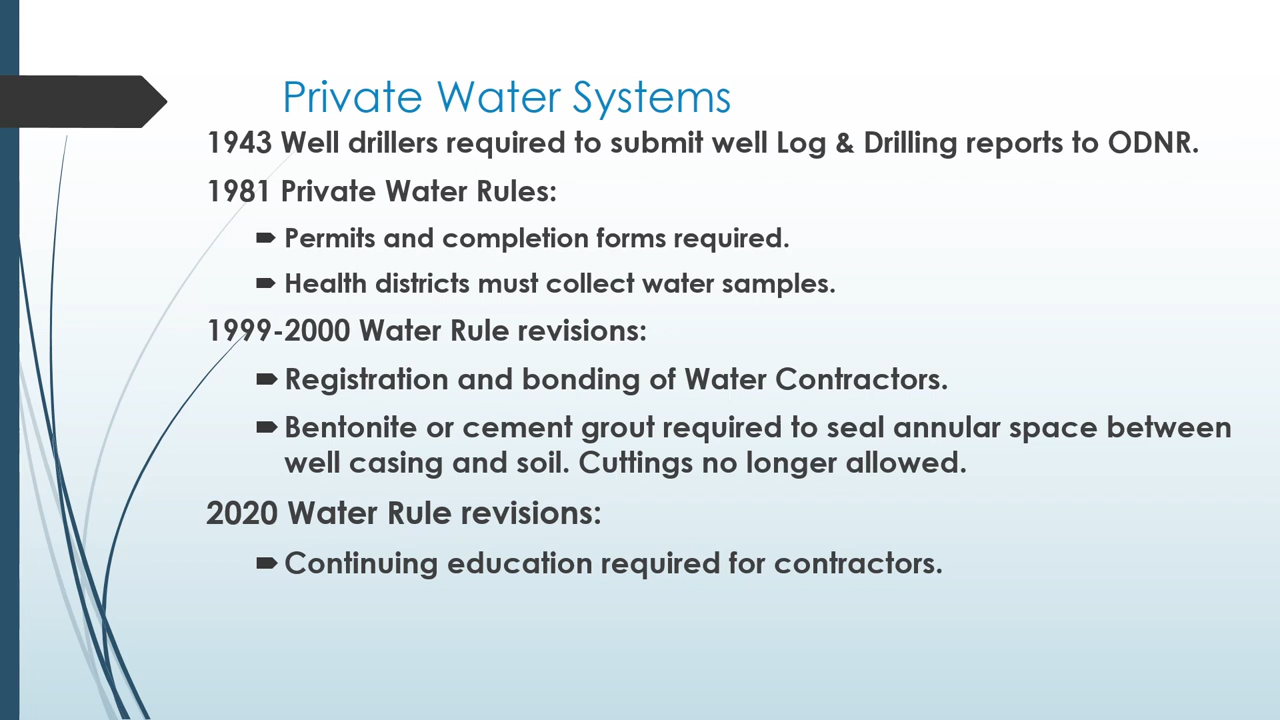 Private Water Systems
1943 Well drillers required to submit well Log & Drilling reports to ODNR.
1981 Private Water Rules:
Permits and completion forms required.
Health districts must collect water samples.
1999-2000 Water Rule revisions:
Registration and bonding of Water Contractors.
Bentonite or cement grout required to seal annular space between
well casing and soil. Cuttings no longer allowed.
2020 Water Rule revisions:
Continuing education required for contractors.